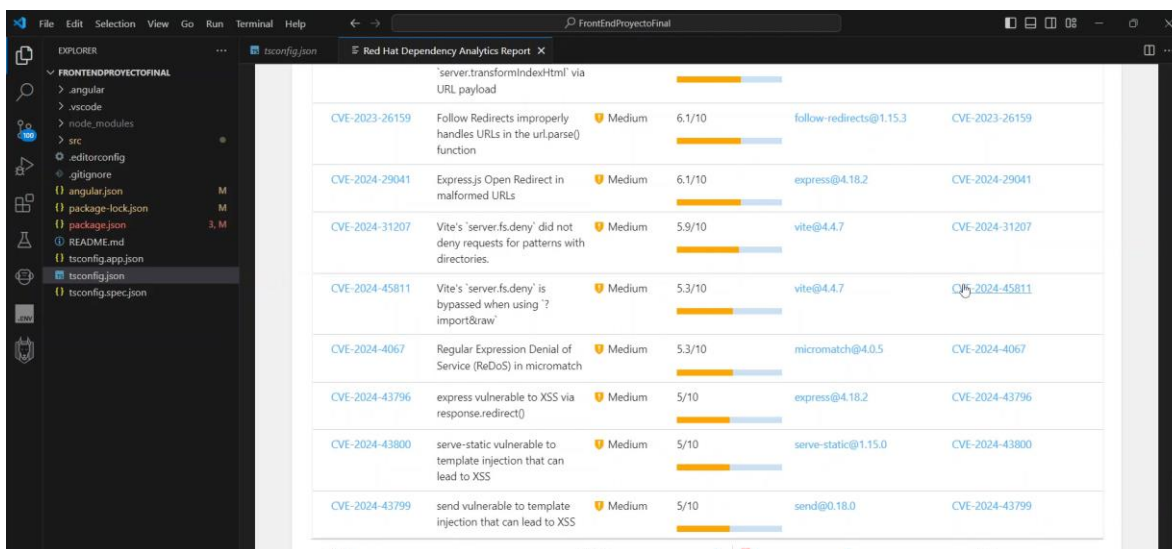 File Edit Selection View Go Run Terminal Help
FrontEndProyectoFinal
EXPLORER
tsconfig.json
Red Hat Dependency Analytics Report
FRONTENDPROYECTOFINAL
.angular
.vscode
node_modules
src
.editorconfig
.gitignore
angular.json M
package-lock.json M
package.json 3, M
README.md
tsconfig.app.json
tsconfig.json
tsconfig.spec.json
100
.ENV
`server.transformIndexHtml` via
URL payload
CVE-2023-26159 Follow Redirects improperly Medium 6.1/10 follow-redirects@1.15.3 CVE-2023-26159
handles URLs in the url.parse()
function
CVE-2024-29041 Express.js Open Redirect in Medium 6.1/10 express@4.18.2 CVE-2024-29041
malformed URLs
CVE-2024-31207 Vite's `server.fs.deny` did not Medium 5.9/10 vite@4.4.7 CVE-2024-31207
deny requests for patterns with
directories.
CVE-2024-45811 Vite's `server.fs.deny` is Medium 5.3/10 vite@4.4.7 CVE-2024-45811
bypassed when using `?
import&raw`
CVE-2024-4067 Regular Expression Denial of Medium 5.3/10 micromatch@4.0.5 CVE-2024-4067
Service (ReDoS) in micromatch
CVE-2024-43796 express vulnerable to XSS via Medium 5/10 express@4.18.2 CVE-2024-43796
response.redirect()
CVE-2024-43800 serve-static vulnerable to Medium 5/10 serve-static@1.15.0 CVE-2024-43800
template injection that can
lead to XSS
CVE-2024-43799 send vulnerable to template Medium 5/10 send@0.18.0 CVE-2024-43799
injection that can lead to XSS